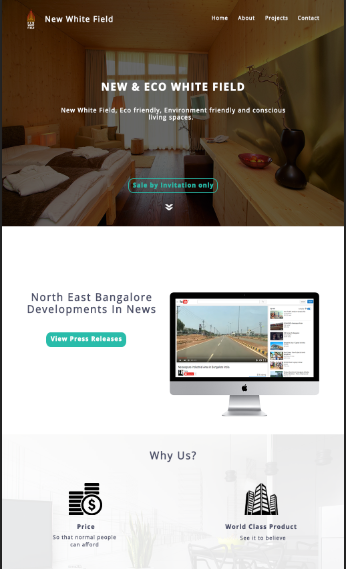 New White Field
Home About Projects Contact
NEW & ECO WHITE FIELD
New White Field, Eco friendly, Environment friendly and conscious
living spaces.
Sale by invitation only
North East Bangalore
Developments In News
View Press Releases
Why Us?
Price
So that normal people
can afford
World Class Product
See it to believe